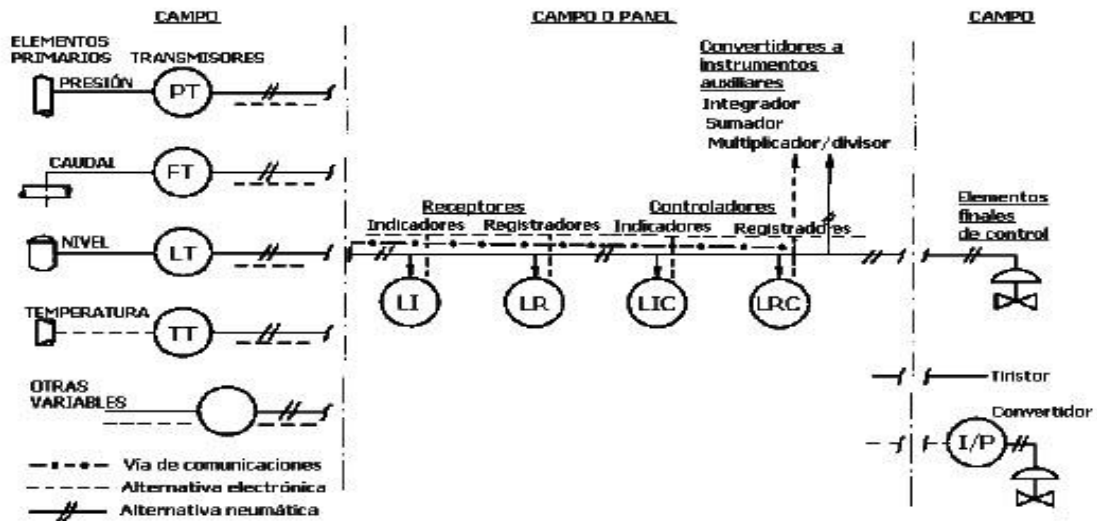 CAMPO
CAMPO O PANEL
CAMPO
ELEMENTOS
PRIMARIOS
TRANSMISORES
PRESIÓN
PT
CAUDAL
FT
NIVEL
LT
TEMPERATURA
TT
OTRAS
VARIABLES
Vía de comunicaciones
Alternativa electrónica
Alternativa neumática
Convertidores a
instrumentos
auxiliares
Integrador
Sumador
Multiplicador/divisor
Receptores
Indicadores
Registradores
Controladores
Indicadores
Registradores
LI
LR
LIC
LRC
Elementos
finales
de control
Tiristor
Convertidor
I/P